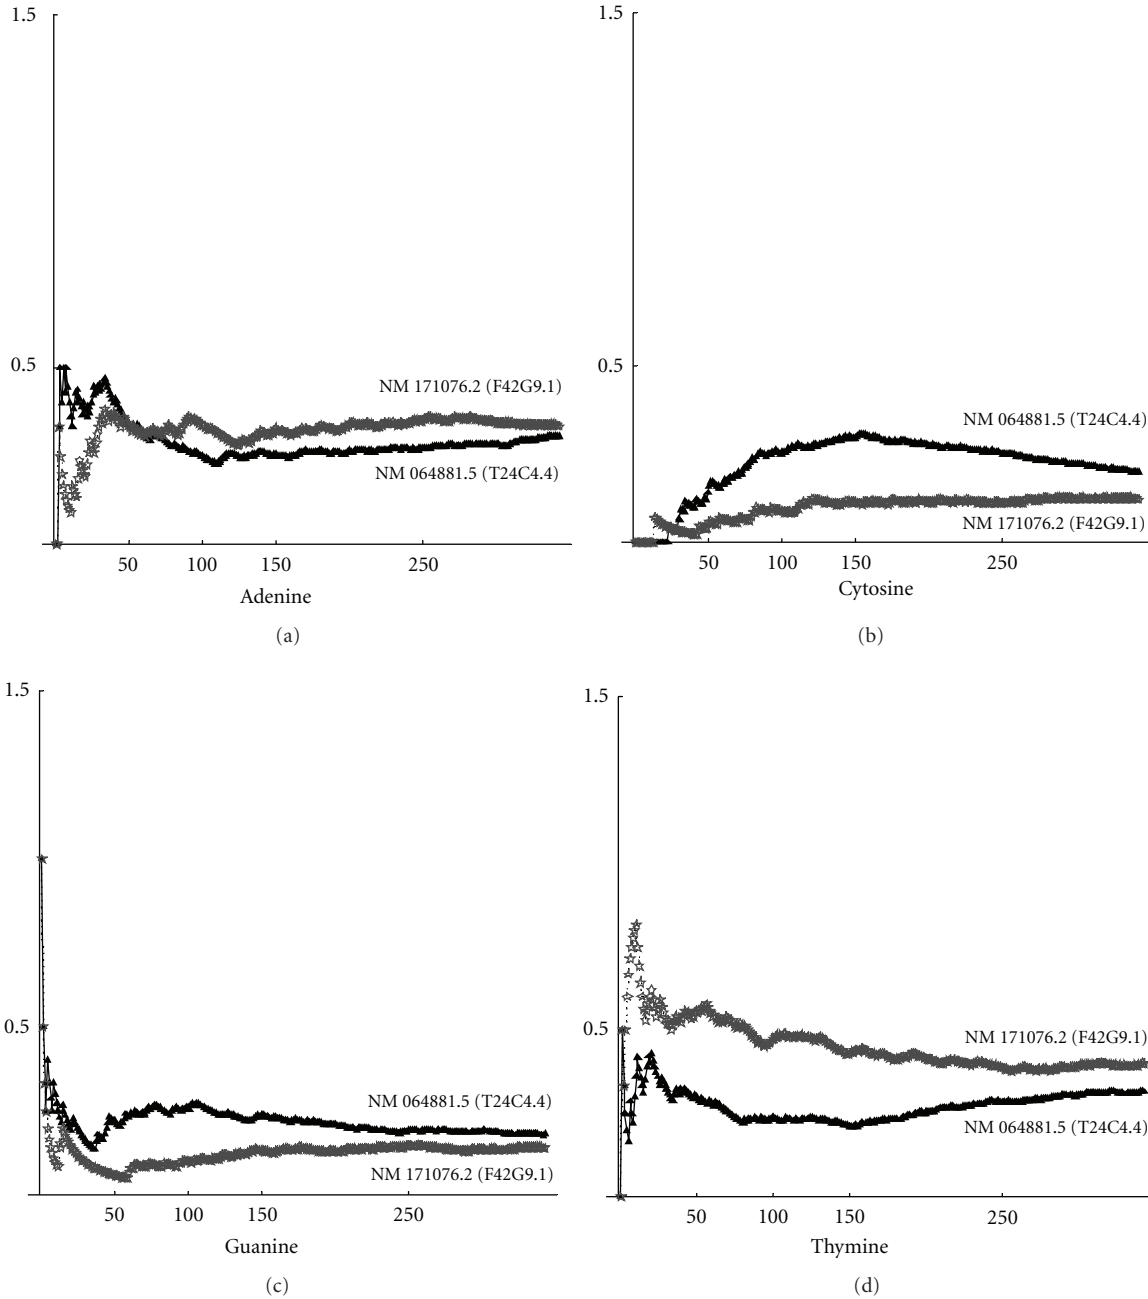 1.5
0.5
NM 171076.2 (F42G9.1)
NM 064881.5 (T24C4.4)
50 100 150 250
Adenine
(a)
1.5
0.5
NM 064881.5 (T24C4.4)
NM 171076.2 (F42G9.1)
50 100 150 250
Cytosine
(b)
1.5
0.5
NM 064881.5 (T24C4.4)
NM 171076.2 (F42G9.1)
50 100 150 250
Guanine
(c)
1.5
0.5
NM 171076.2 (F42G9.1)
NM 064881.5 (T24C4.4)
50 100 150 250
Thymine
(d)